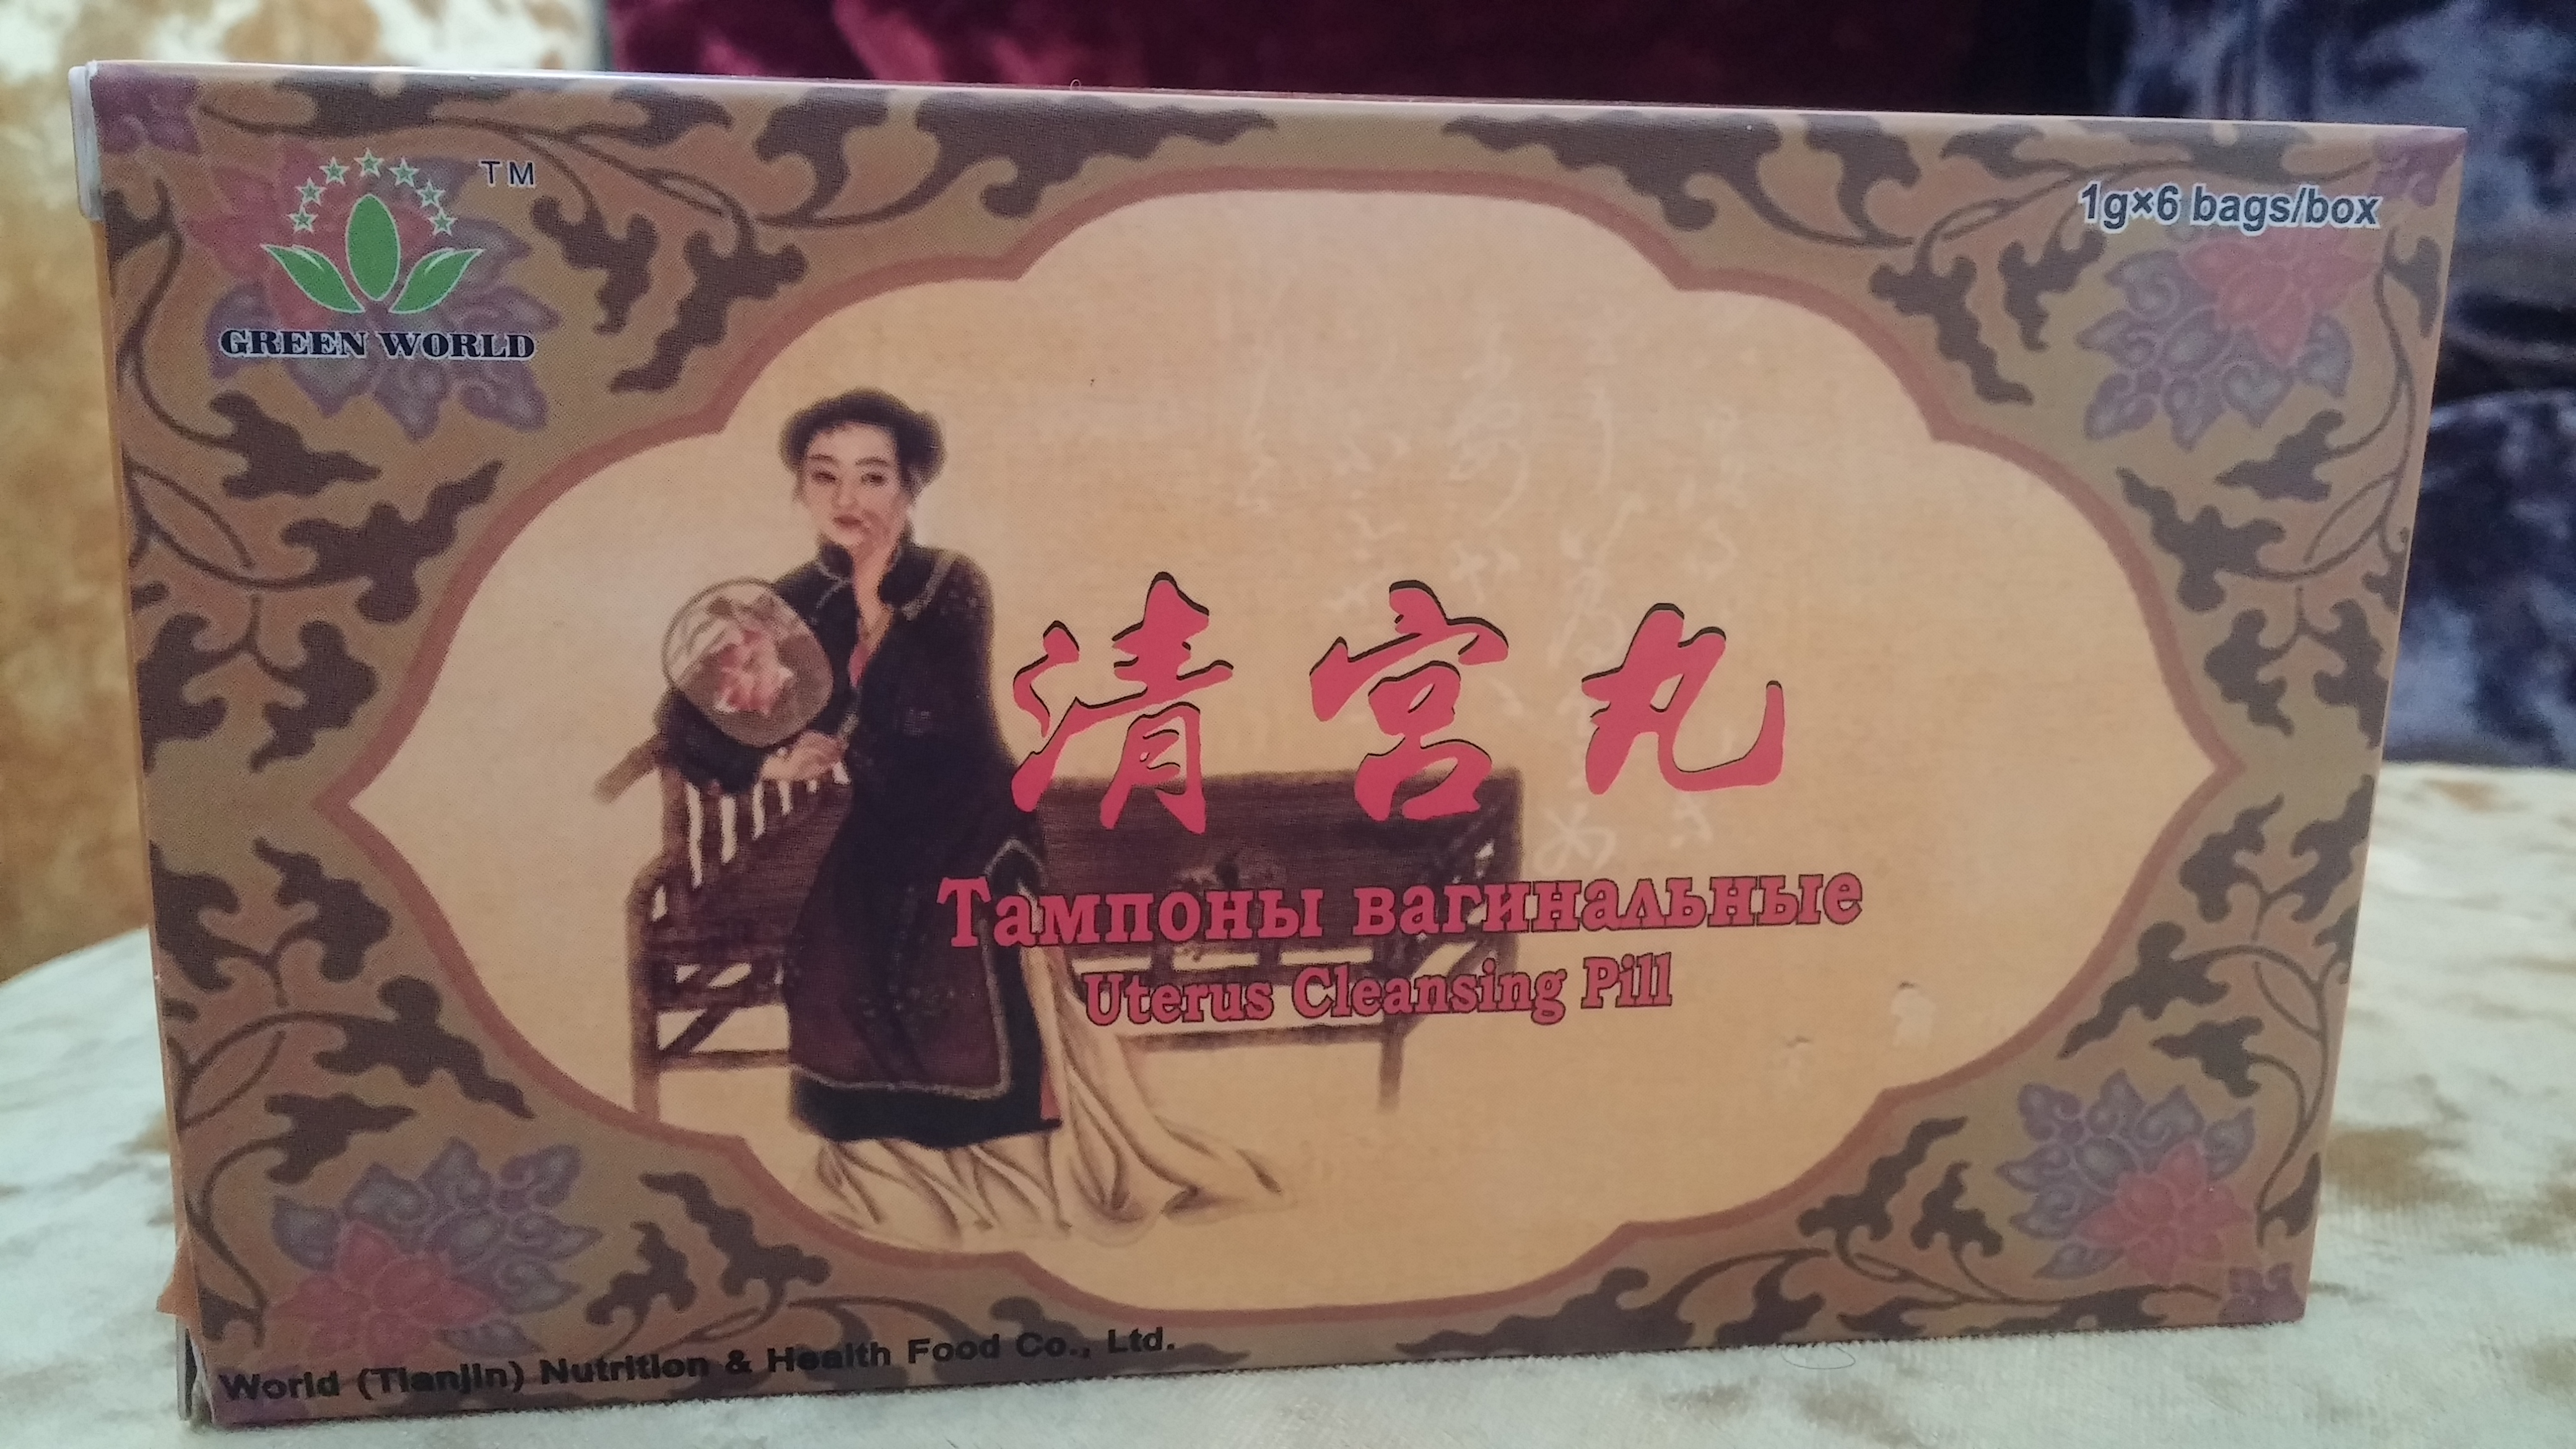 TM
GREEN WORLD
1g×6 bags/box
清宫丸
Тампоны вагинальные
Uterus Cleansing Pill
World (Tianjin) Nutrition & Health Food Co., Ltd.